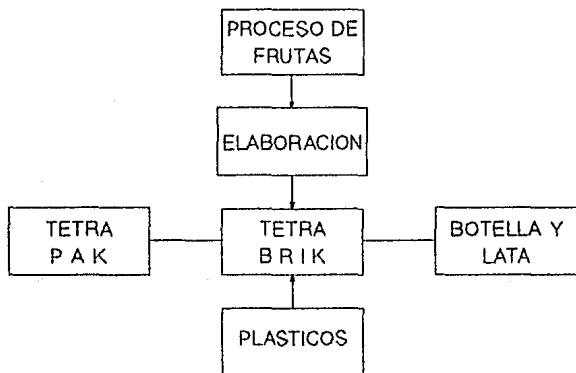 PROCESO DE
FRUTAS
ELABORACION
TETRA
P A K
TETRA
B R I K
BOTELLA Y
LATA
PLASTICOS